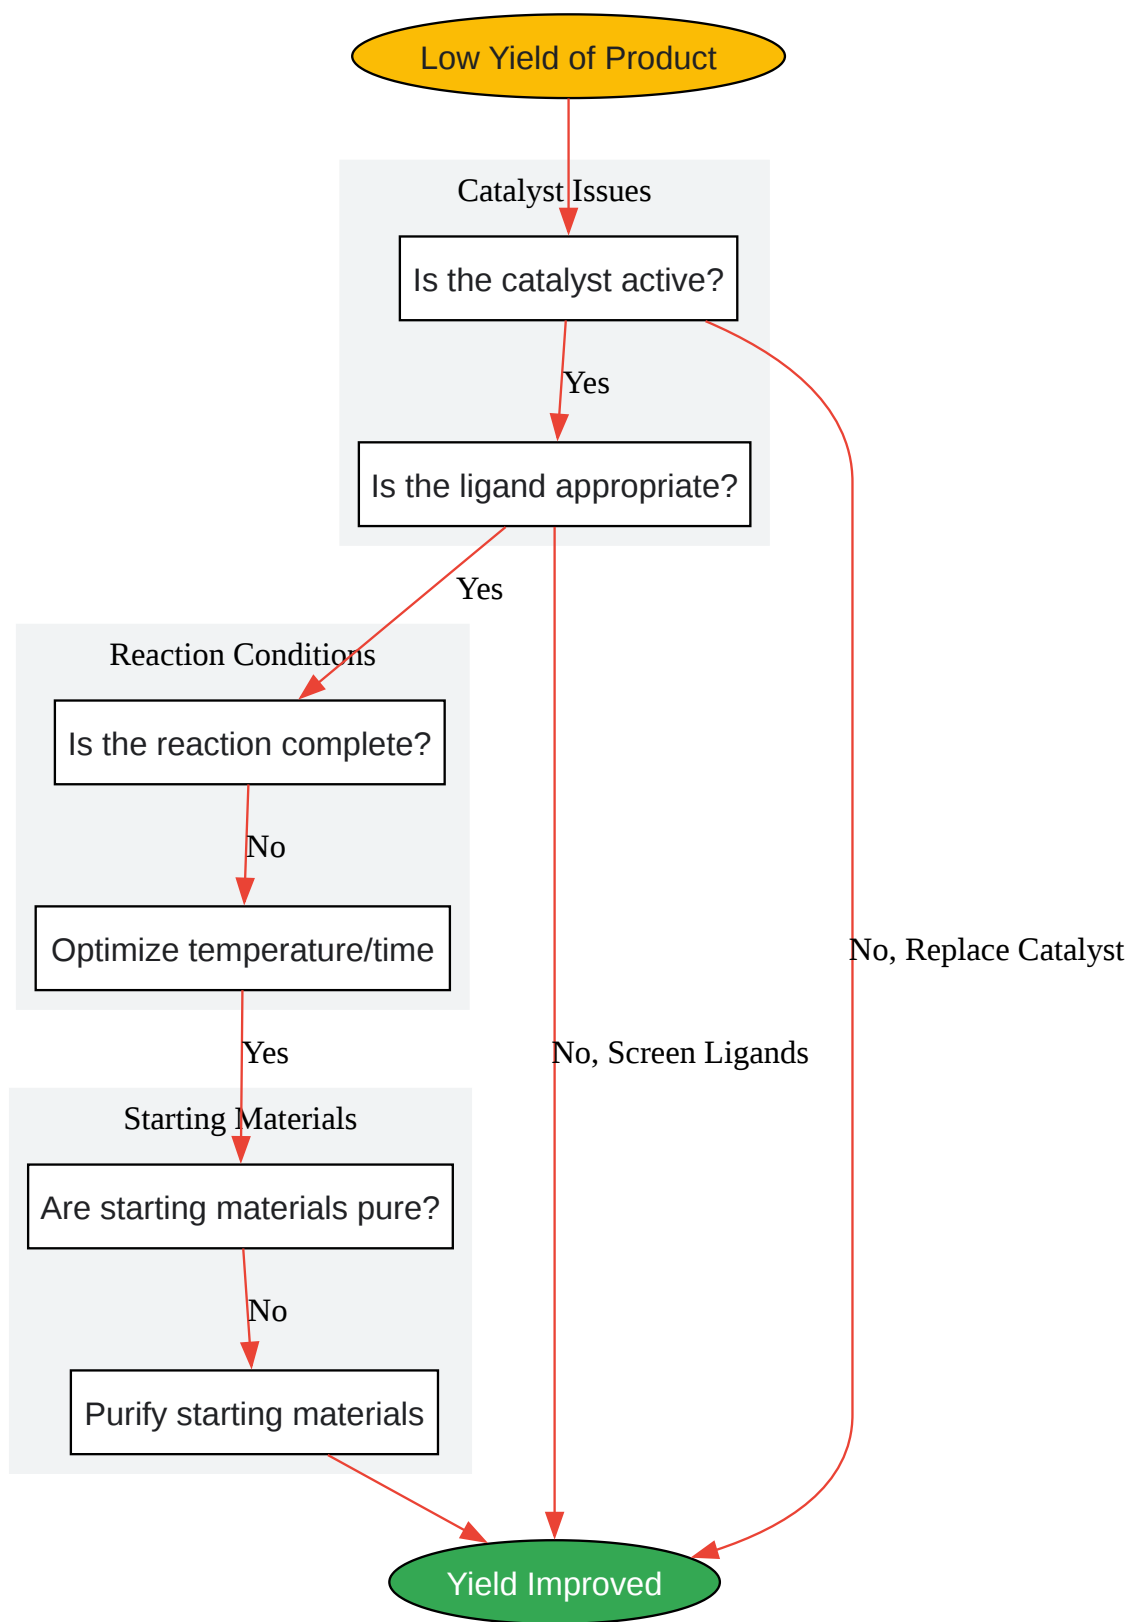 Low Yield of Product
Catalyst Issues
Is the catalyst active?
Yes
Is the ligand appropriate?
Yes
Reaction Conditions
Is the reaction complete?
No
Optimize temperature/time
No, Replace Catalyst
Yes
No, Screen Ligands
Starting Materials
Are starting materials pure?
No
Purify starting materials
Yield Improved